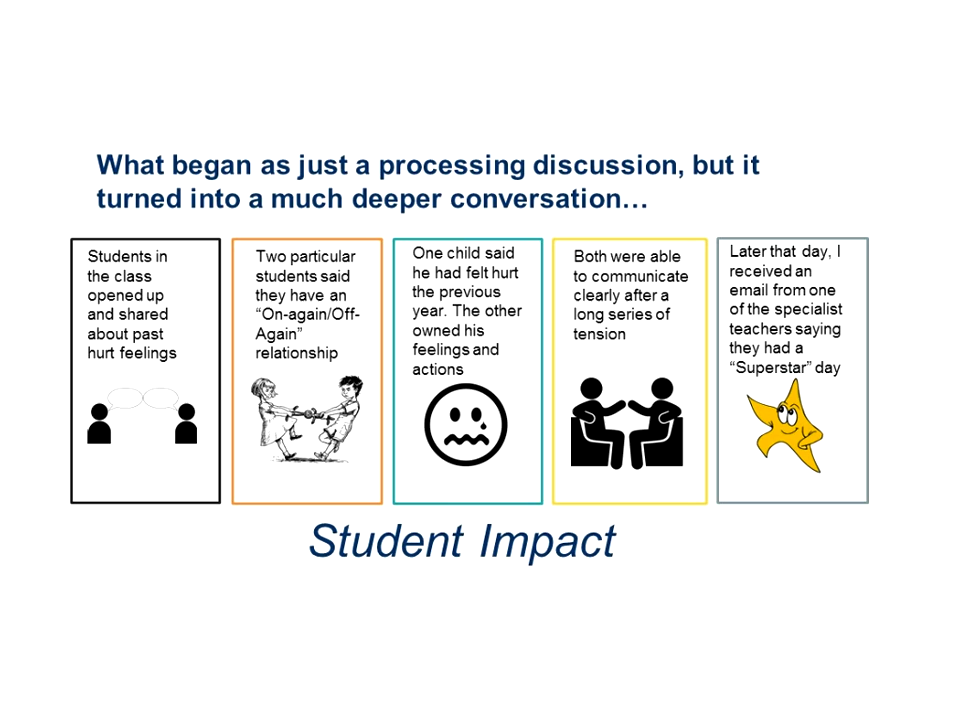 What began as just a processing discussion, but it
turned into a much deeper conversation…
Students in
the class
opened up
and shared
about past
hurt feelings
Two particular
students said
they have an
“On-again/Off-
Again”
relationship
One child said
he had felt hurt
the previous
year. The other
owned his
feelings and
actions
Both were able
to communicate
clearly after a
long series of
tension
Later that day, I
received an
email from one
of the specialist
teachers saying
they had a
“Superstar” day
Student Impact